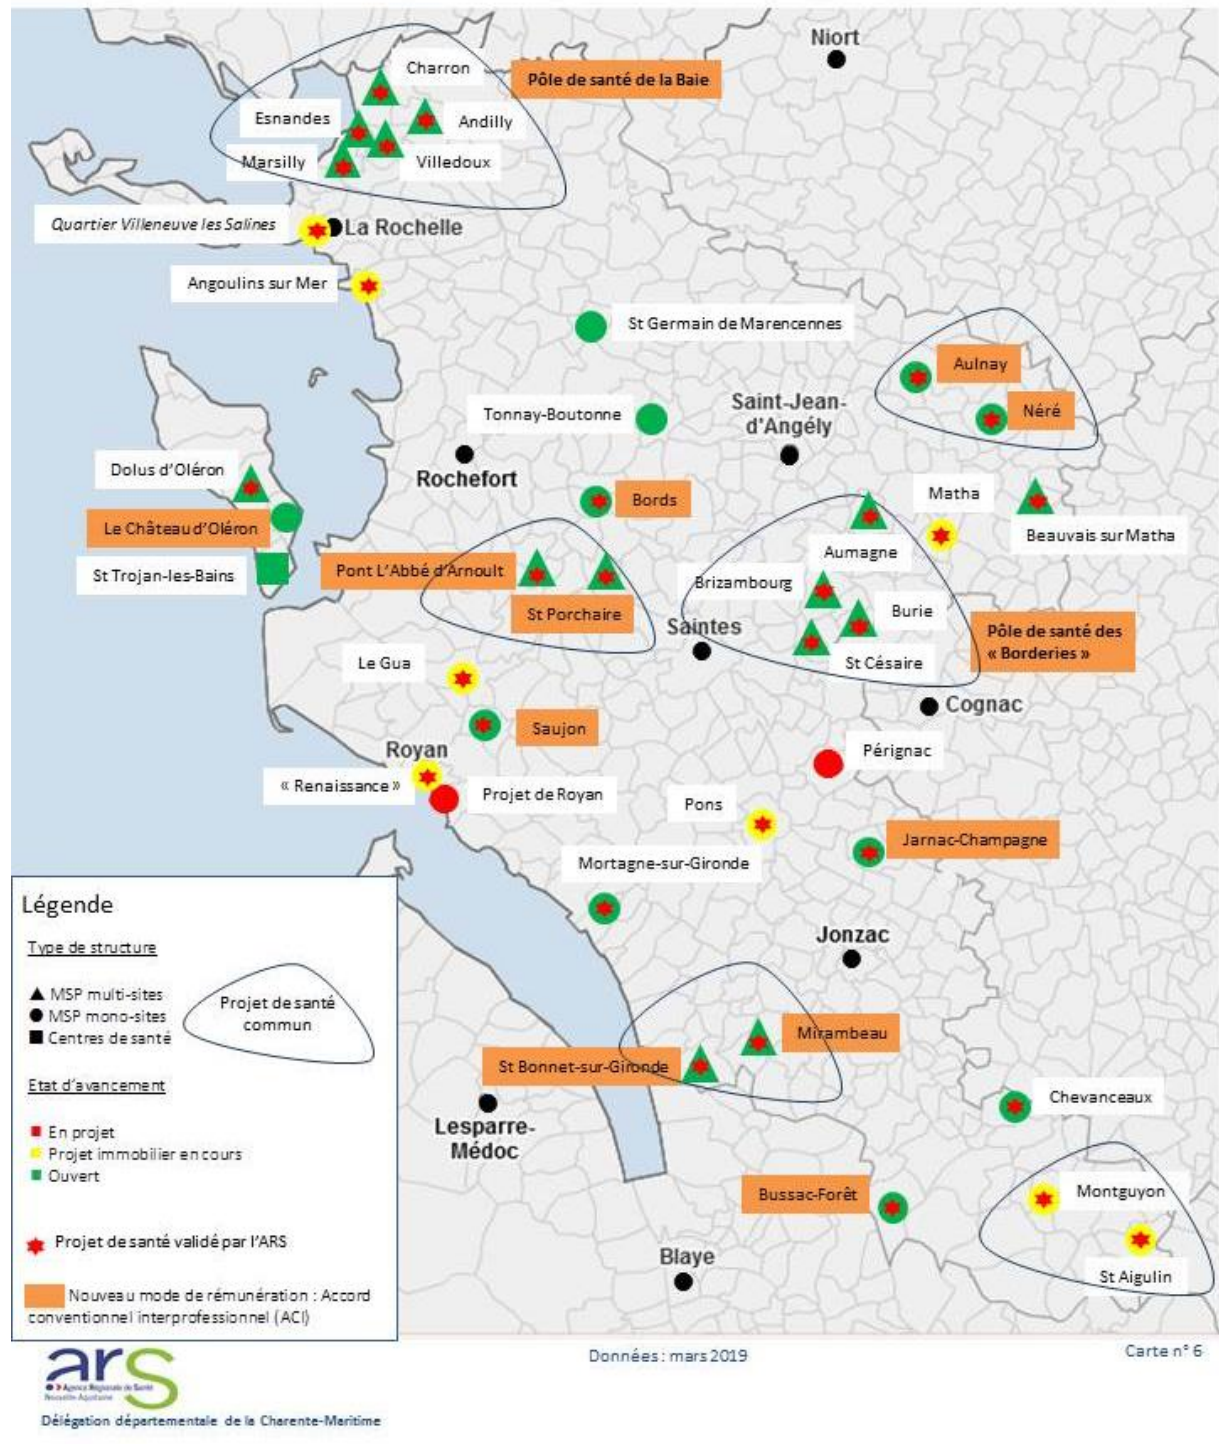 Niort
Charron
Pôle de santé de la Baie
Esnandes
Andilly
Marsilly
Villedoux
Quartier Villeneuve les Salines
La Rochelle
Angoulins sur Mer
St Germain de Marencennes
Aulnay
Saint-Jean-
d'Angély
Tonnay-Boutonne
Néré
Rochefort
Dolus d'Oléron
Bords
Matha
Le Château d'Oléron
Beauvais sur Matha
Aumagne
St Trojan-les-Bains
Pont L'Abbé d'Arnoult
Brizambourg
Burie
St Porchaire
Saintes
Pôle de santé des
« Borderies »
St Césaire
Le Gua
Cognac
Saujon
Royan
Pérignac
« Renaissance »
Projet de Royan
Pons
Jarnac-Champagne
Mortagne-sur-Gironde
Jonzac
Mirambeau
St Bonnet-sur-Gironde
Chevanceaux
Lesparre-
Médoc
Montguyon
Bussac-Forêt
Blaye
St Aigulin
Légende
Type de structure
MSP multi-sites
MSP mono-sites
Centres de santé
Projet de santé
commun
Etat d'avancement
En projet
Projet immobilier en cours
Ouvert
Projet de santé validé par l'ARS
Nouveau mode de rémunération : Accord
conventionnel interprofessionnel (ACI)
ars
Agence Régionale de Santé
Nouvelle-Aquitaine
Délégation départementale de la Charente-Maritime
Données : mars 2019
Carte n° 6